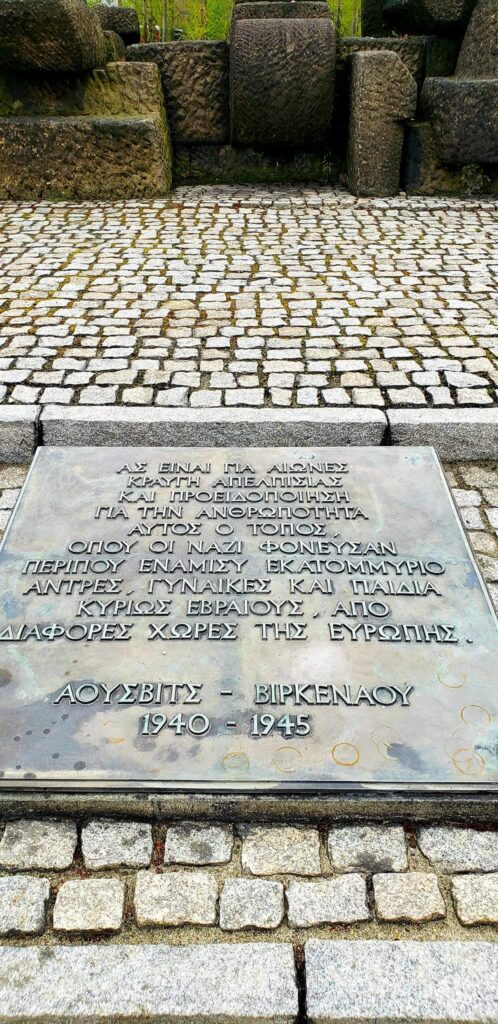 ΑΣ ΕΙΝΑΙ ΓΙΑ ΑΙΩΝΕΣ
ΚΡΑΥΓΗ ΑΠΕΛΠΙΣΙΑΣ
ΚΑΙ ΠΡΟΕΙΔΟΠΟΙΗΣΗ
ΓΙΑ ΤΗΝ ΑΝΘΡΩΠΟΤΗΤΑ
ΑΥΤΟΣ Ο ΤΟΠΟΣ,
ΟΠΟΥ ΟΙ ΝΑΖΙ ΦΟΝΕΥΣΑΝ
ΠΕΡΙΠΟΥ ΕΝΑΜΙΣΥ ΕΚΑΤΟΜΜΥΡΙΟ
ΑΝΤΡΕΣ, ΓΥΝΑΙΚΕΣ ΚΑΙ ΠΑΙΔΙΑ
ΚΥΡΙΩΣ ΕΒΡΑΙΟΥΣ, ΑΠΟ
ΔΙΑΦΟΡΕΣ ΧΩΡΕΣ ΤΗΣ ΕΥΡΩΠΗΣ.
ΑΟΥΣΒΙΤΣ - ΒΙΡΚΕΝΑΟΥ
1940 - 1945